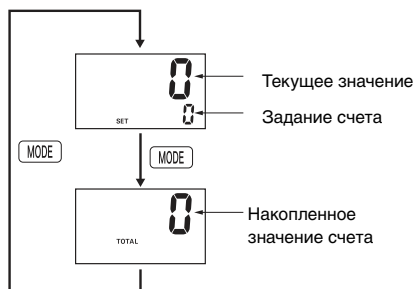 0
Текущее значение
SET 0
Задание счета
MODE
MODE
0
Накопленное
значение счета
TOTAL